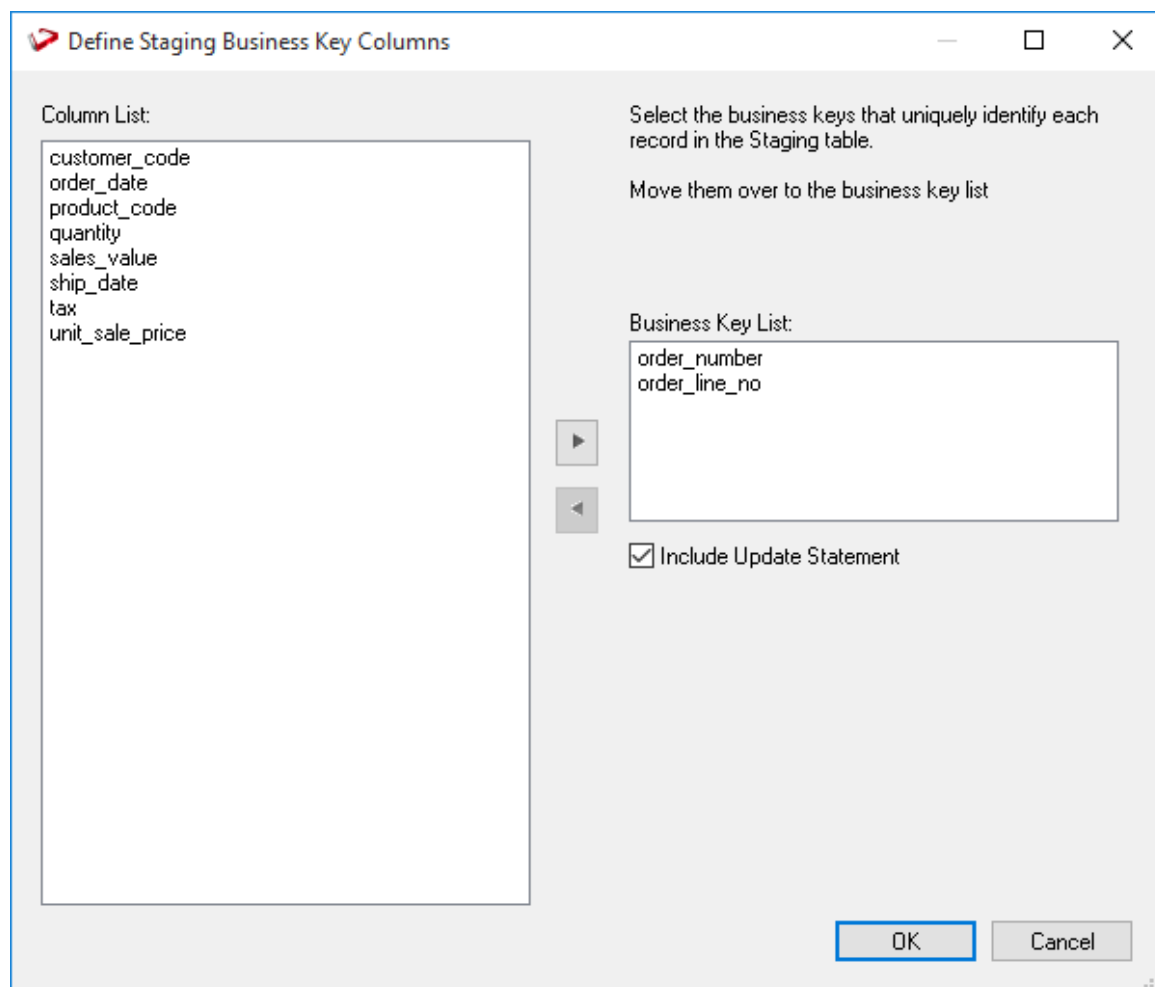 Define Staging Business Key Columns
Column List:
customer_code
order_date
product_code
quantity
sales_value
ship_date
tax
unit_sale_price
Select the business keys that uniquely identify each
record in the Staging table.
Move them over to the business key list
Business Key List:
order_number
order_line_no
Include Update Statement
OK
Cancel